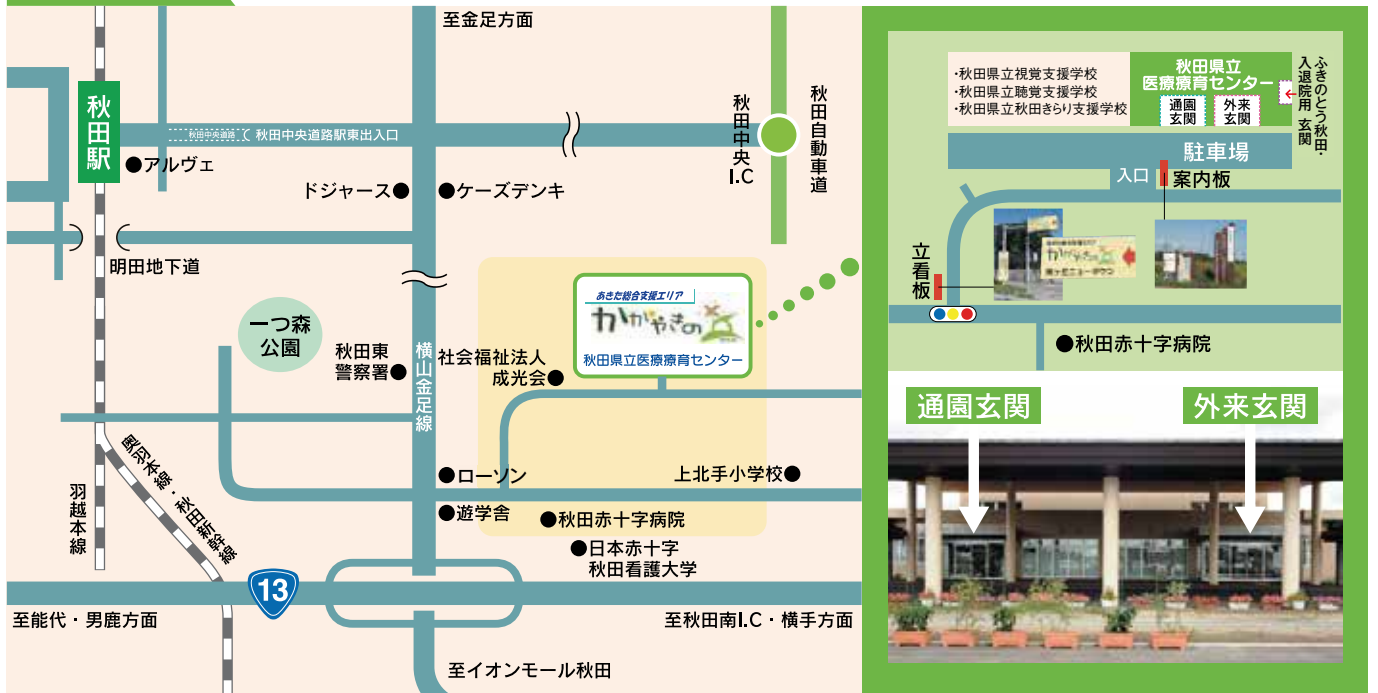 至金足方面
秋田駅
秋田中央道路
秋田中央道路駅東出入口
アルヴェ
秋田中央I.C
秋田自動車道
ドジャース
ケーズデンキ
明田地下道
一つ森
公園
秋田東
警察署
横山金足線
社会福祉法人
成光会
あきた総合支援エリア
かがやきの丘
秋田県立医療療育センター
ローソン
上北手小学校
遊学舎
秋田赤十字病院
日本赤十字
秋田看護大学
羽越本線
奥羽本線・秋田新幹線
13
至能代・男鹿方面
至秋田南I.C・横手方面
至イオンモール秋田
・秋田県立視覚支援学校
・秋田県立聴覚支援学校
・秋田県立秋田きらり支援学校
秋田県立
医療療育センター
通園
玄関
外来
玄関
ふきのとう秋田・
入退院用 玄関
駐車場
入口
案内板
かがやきの
立看板
秋田赤十字病院
通園玄関
外来玄関